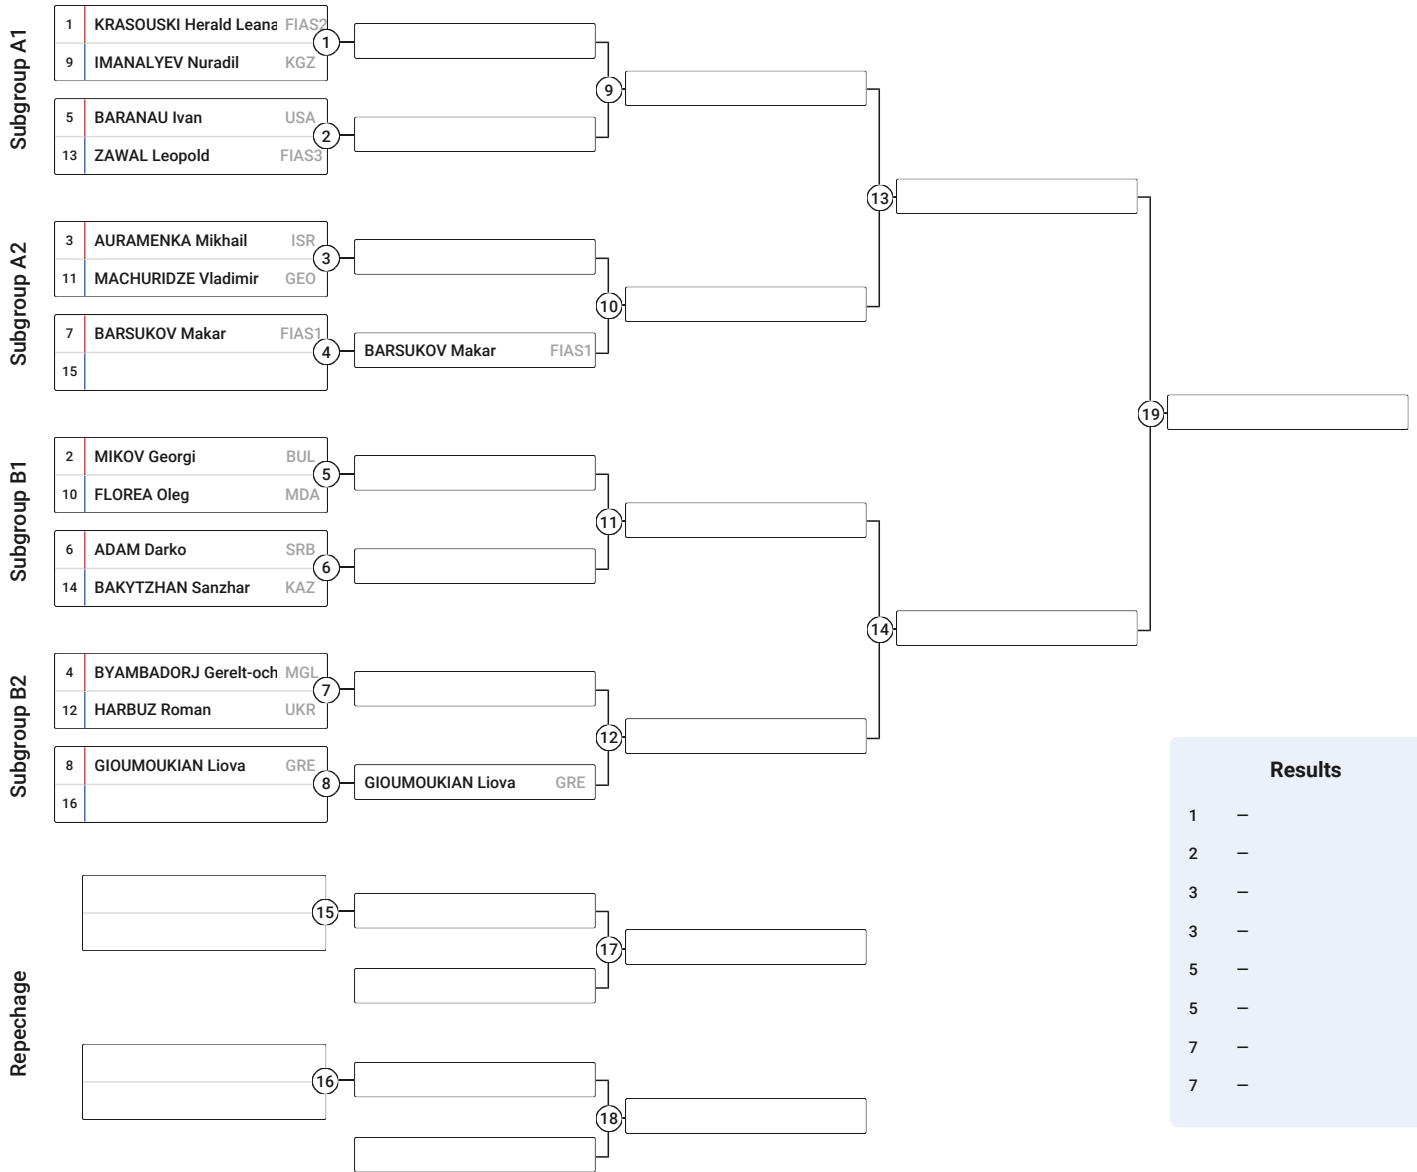 Subgroup A1
1 KRASOUSKI Herald Leana FIAS2
9 IMANALYEV Nuradil KGZ
1
5 BARANAU Ivan USA
13 ZAWAL Leopold FIAS3
2
9
Subgroup A2
3 AURAMENKA Mikhail ISR
11 MACHURIDZE Vladimir GEO
3
7 BARSUKOV Makar FIAS1
15
4
BARSUKOV Makar FIAS1
10
13
Subgroup B1
2 MIKOV Georgi BUL
10 FLOREA Oleg MDA
5
6 ADAM Darko SRB
14 BAKYTZHAN Sanzhar KAZ
6
11
Subgroup B2
4 BYAMBADORJ Gerelt-och MGL
12 HARBUZ Roman UKR
7
8 GIOUMOUKIAN Liova GRE
16
8
GIOUMOUKIAN Liova GRE
12
14
19
Repechage
15
17
16
18
Results
1 –
2 –
3 –
3 –
5 –
5 –
7 –
7 –